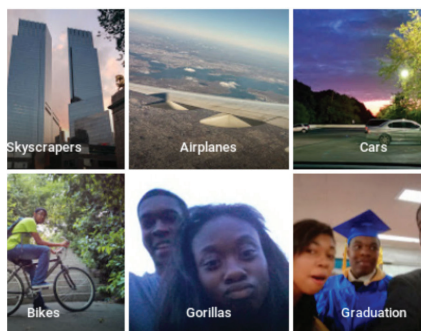 Skyscrapers
Airplanes
Cars
Bikes
Gorillas
Graduation